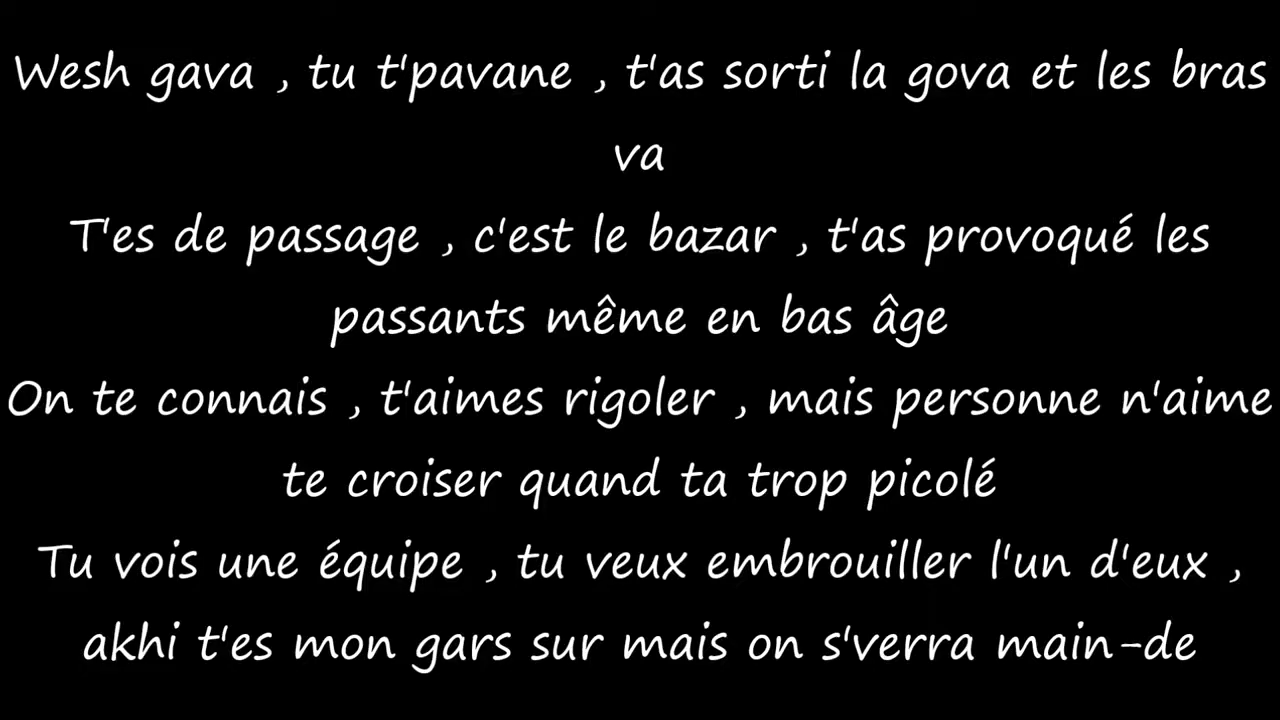 Wesh gava , tu t'pavane , t'as sorti la gova et les bras
va
T'es de passage , c'est le bazar , t'as provoqué les
passants même en bas âge
On te connais , t'aimes rigoler , mais personne n'aime
te croiser quand ta trop picolé
Tu vois une équipe , tu veux embrouiller l'un d'eux ,
akhi t'es mon gars sur mais on s'verra main-de